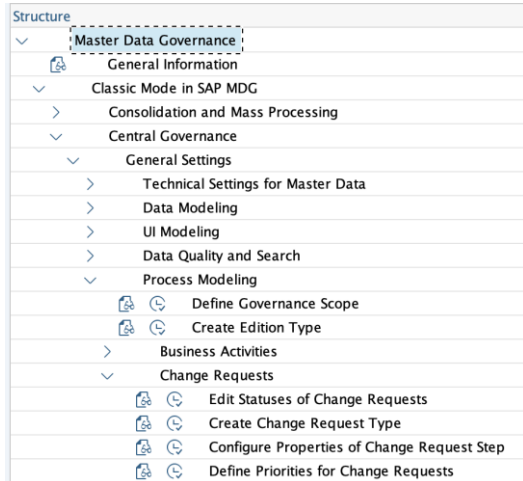 Structure
Master Data Governance
General Information
Classic Mode in SAP MDG
Consolidation and Mass Processing
Central Governance
General Settings
Technical Settings for Master Data
Data Modeling
UI Modeling
Data Quality and Search
Process Modeling
Define Governance Scope
Create Edition Type
Business Activities
Change Requests
Edit Statuses of Change Requests
Create Change Request Type
Configure Properties of Change Request Step
Define Priorities for Change Requests